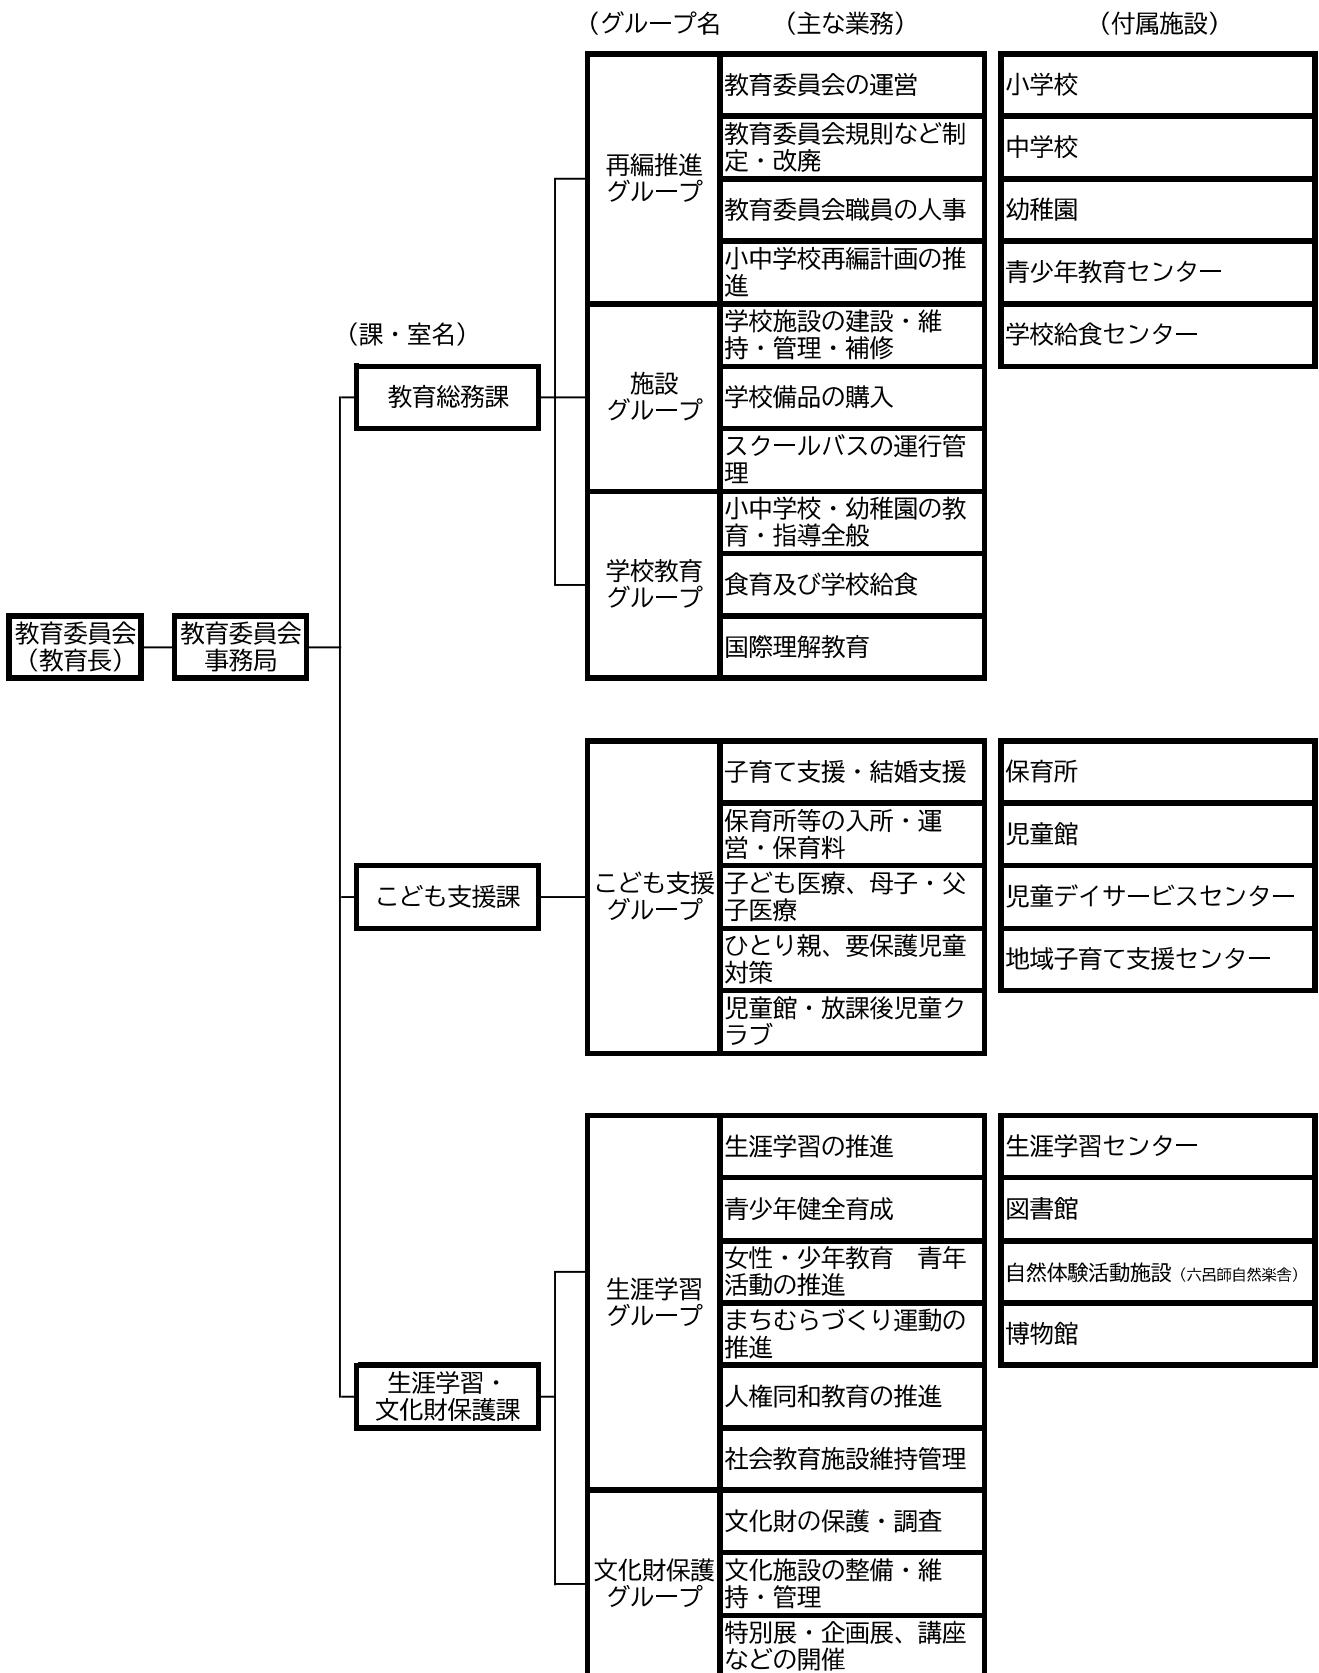 （グループ名
（主な業務）
（付属施設）
教育委員会
（教育長）
教育委員会
事務局
（課・室名）
教育総務課
再編推進
グループ
教育委員会の運営
教育委員会規則など制
定・改廃
教育委員会職員の人事
小中学校再編計画の推
進
施設
グループ
学校施設の建設・維
持・管理・補修
学校備品の購入
スクールバスの運行管
理
学校教育
グループ
小中学校・幼稚園の教
育・指導全般
食育及び学校給食
国際理解教育
小学校
中学校
幼稚園
青少年教育センター
学校給食センター
こども支援課
こども支援
グループ
子育て支援・結婚支援
保育所等の入所・運
営・保育料
子ども医療、母子・父
子医療
ひとり親、要保護児童
対策
児童館・放課後児童ク
ラブ
保育所
児童館
児童デイサービスセンター
地域子育て支援センター
生涯学習・
文化財保護課
生涯学習
グループ
生涯学習の推進
青少年健全育成
女性・少年教育　青年
活動の推進
まちむらづくり運動の
推進
人権同和教育の推進
社会教育施設維持管理
文化財保護
グループ
文化財の保護・調査
文化施設の整備・維
持・管理
特別展・企画展、講座
などの開催
生涯学習センター
図書館
自然体験活動施設（六呂師自然楽舎）
博物館